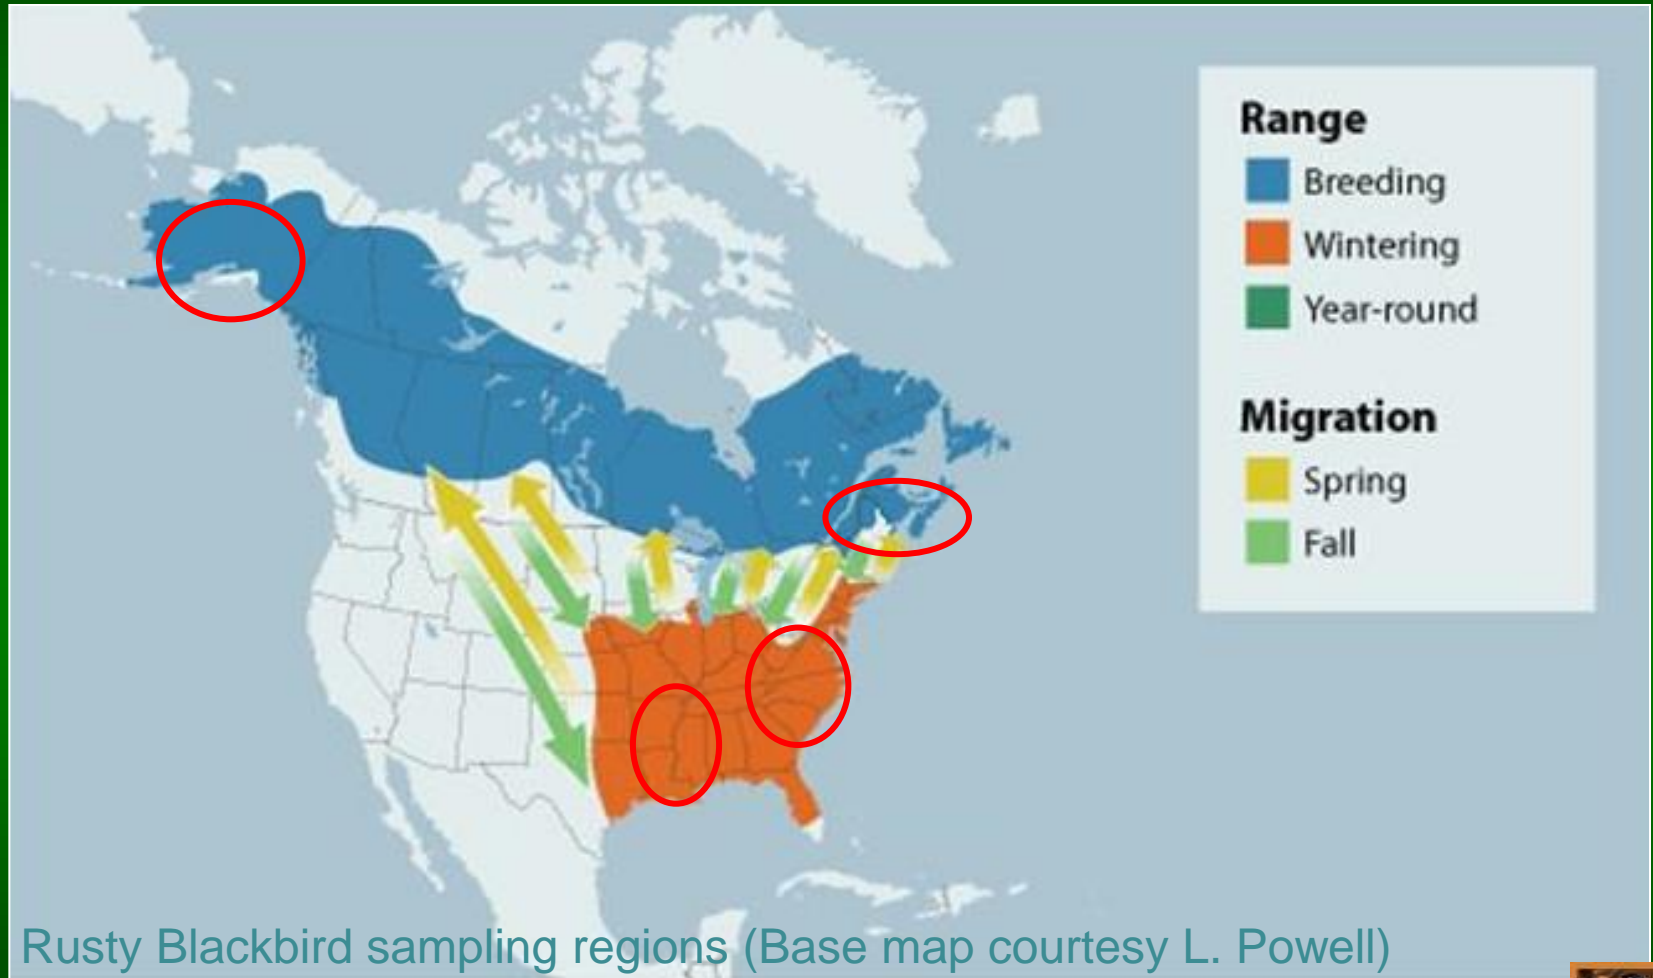 Range
Breeding
Wintering
Year-round
Migration
Spring
Fall
Rusty Blackbird sampling regions (Base map courtesy L. Powell)